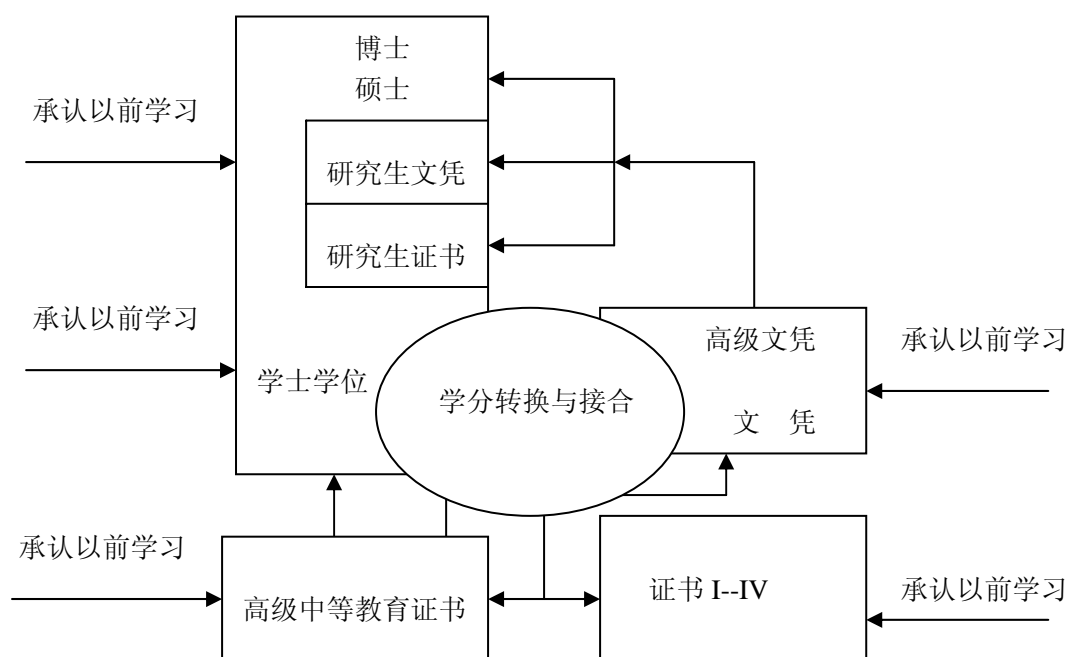 博士
硕士
承认以前学习
研究生文凭
研究生证书
承认以前学习
学士学位
学分转换与接合
高级文凭
文 凭
承认以前学习
承认以前学习
高级中等教育证书
证书 I--IV
承认以前学习